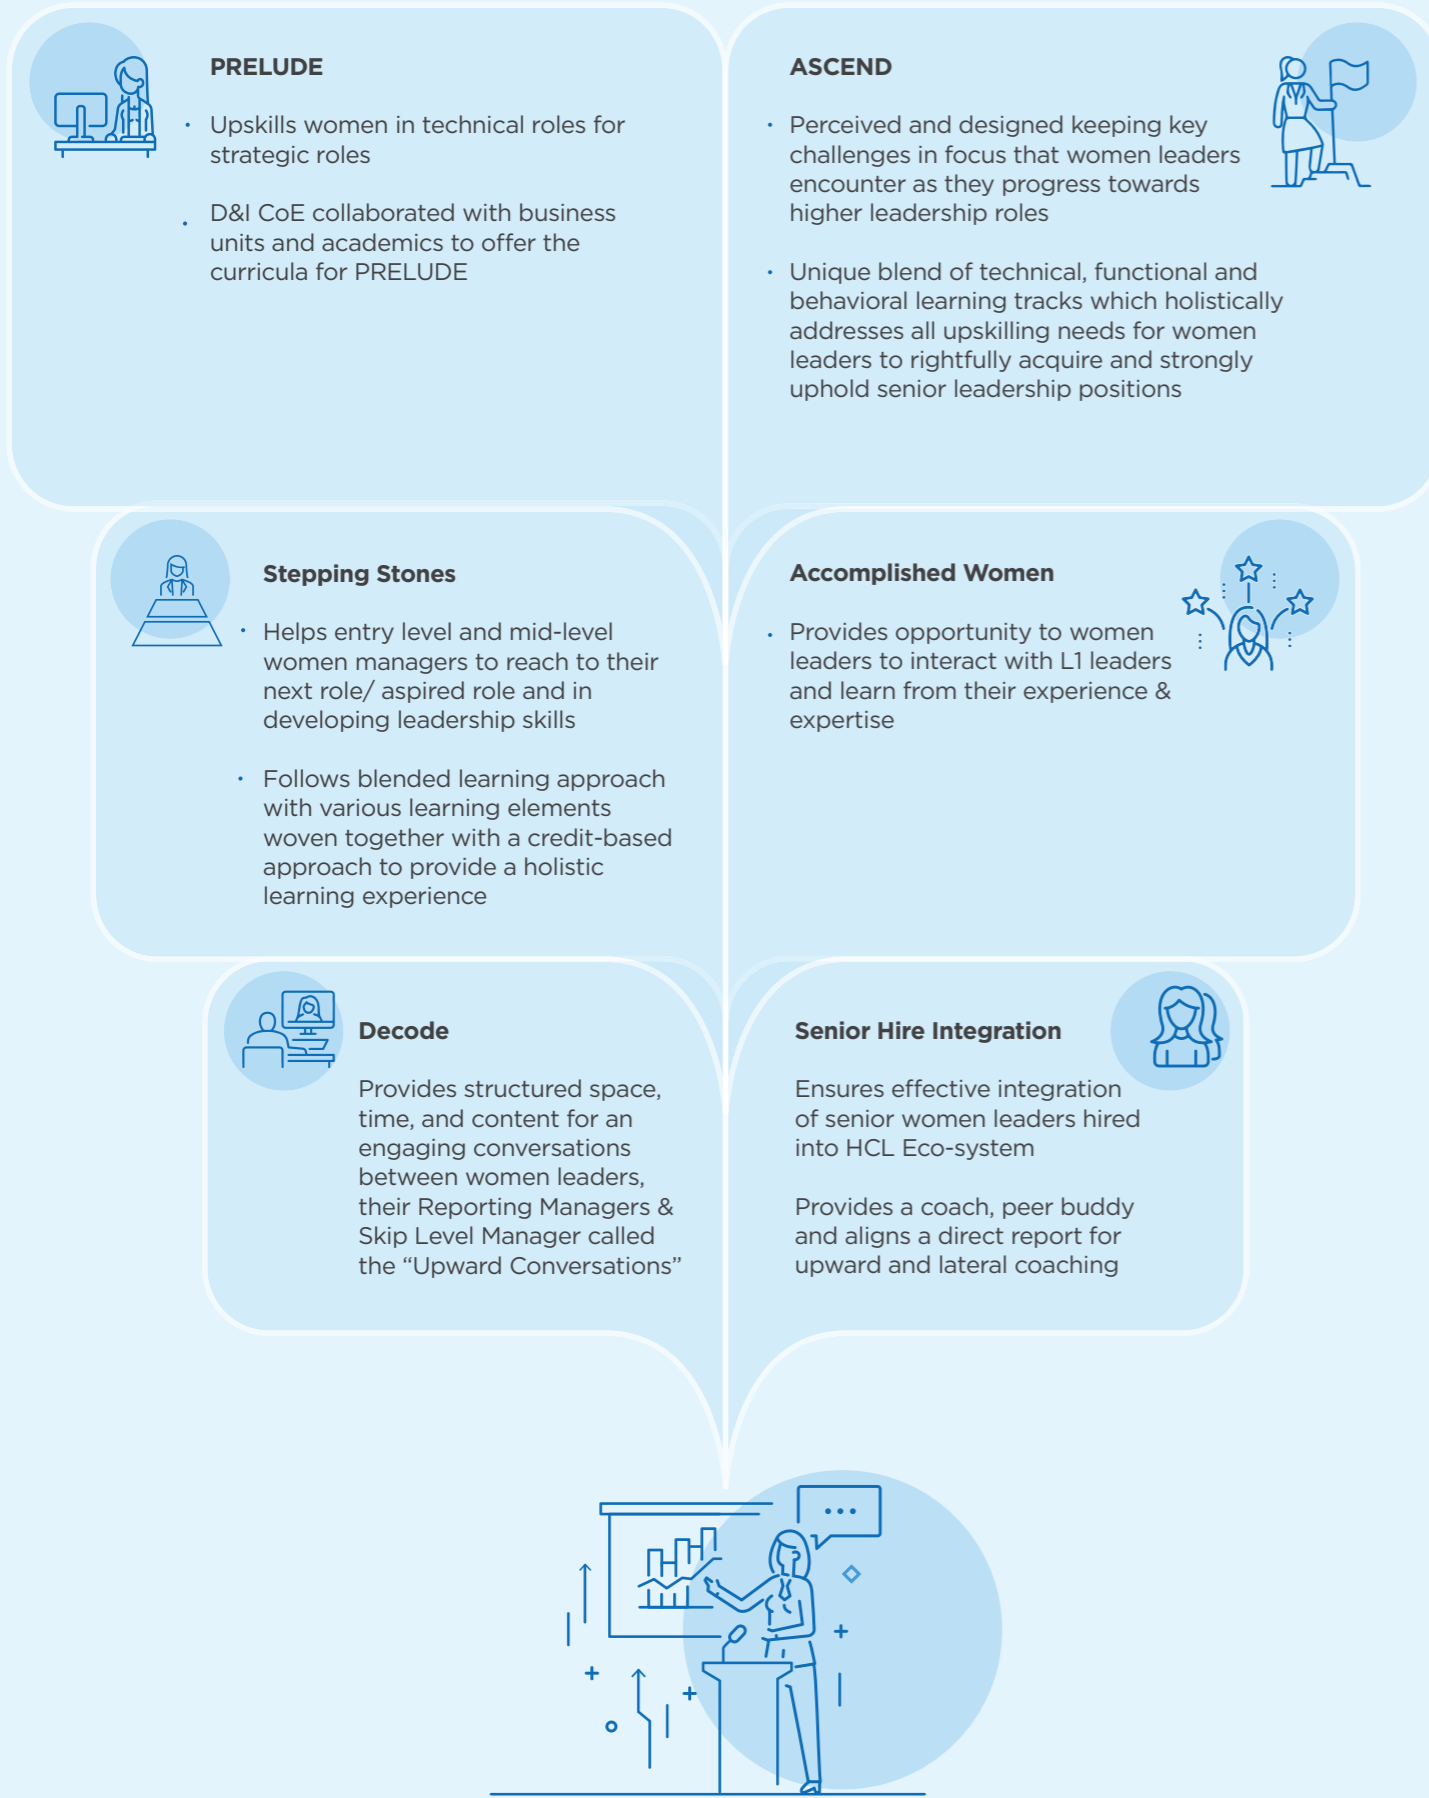 PRELUDE
· Upskills women in technical roles for
strategic roles
· D&I CoE collaborated with business
units and academics to offer the
curricula for PRELUDE
ASCEND
· Perceived and designed keeping key
challenges in focus that women leaders
encounter as they progress towards
higher leadership roles
· Unique blend of technical, functional and
behavioral learning tracks which holistically
addresses all upskilling needs for women
leaders to rightfully acquire and strongly
uphold senior leadership positions
Stepping Stones
· Helps entry level and mid-level
women managers to reach to their
next role/ aspired role and in
developing leadership skills
· Follows blended learning approach
with various learning elements
woven together with a credit-based
approach to provide a holistic
learning experience
Accomplished Women
· Provides opportunity to women
leaders to interact with L1 leaders
and learn from their experience &
expertise
Decode
Provides structured space,
time, and content for an
engaging conversations
between women leaders,
their Reporting Managers &
Skip Level Manager called
the “Upward Conversations”
Senior Hire Integration
Ensures effective integration
of senior women leaders hired
into HCL Eco-system
Provides a coach, peer buddy
and aligns a direct report for
upward and lateral coaching